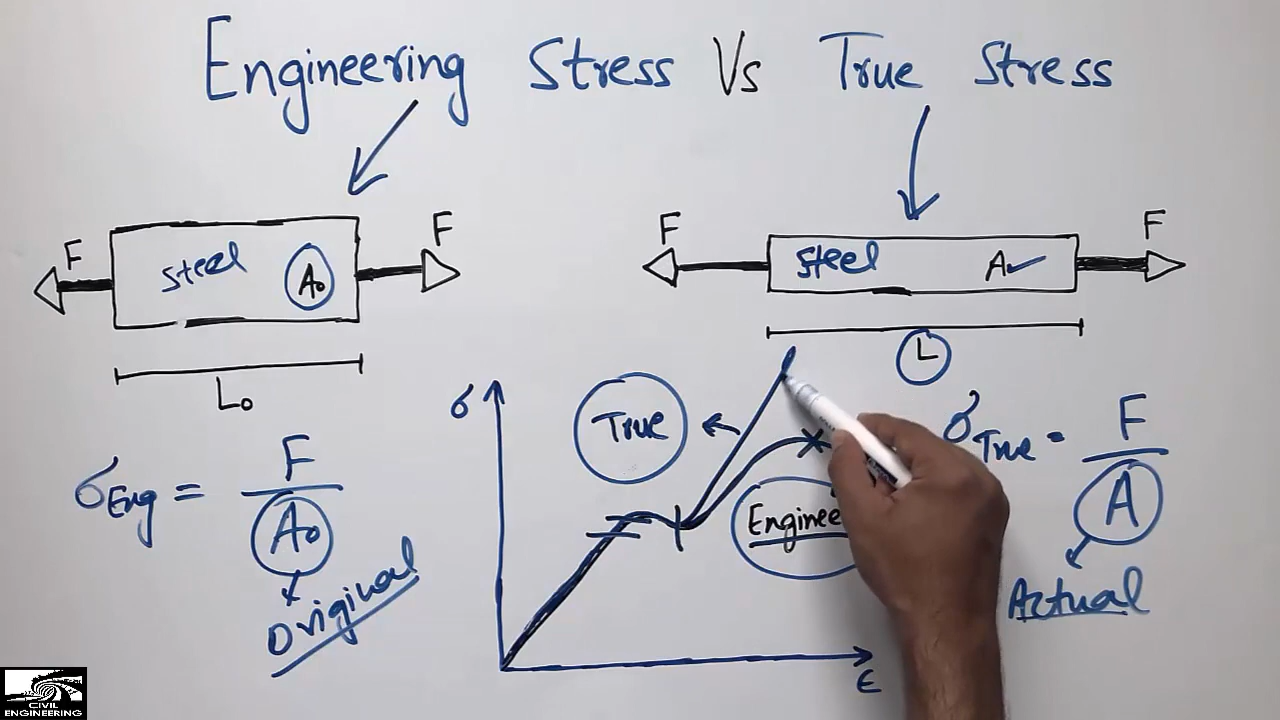 Engineering Stress Vs True Stress
F
Steel
A₀
F
L₀
F
Steel
A
F
L
σ
True
σEng = F/A₀
Original
σTrue = F/A
Actual
ε
CIVIL
ENGINEERING